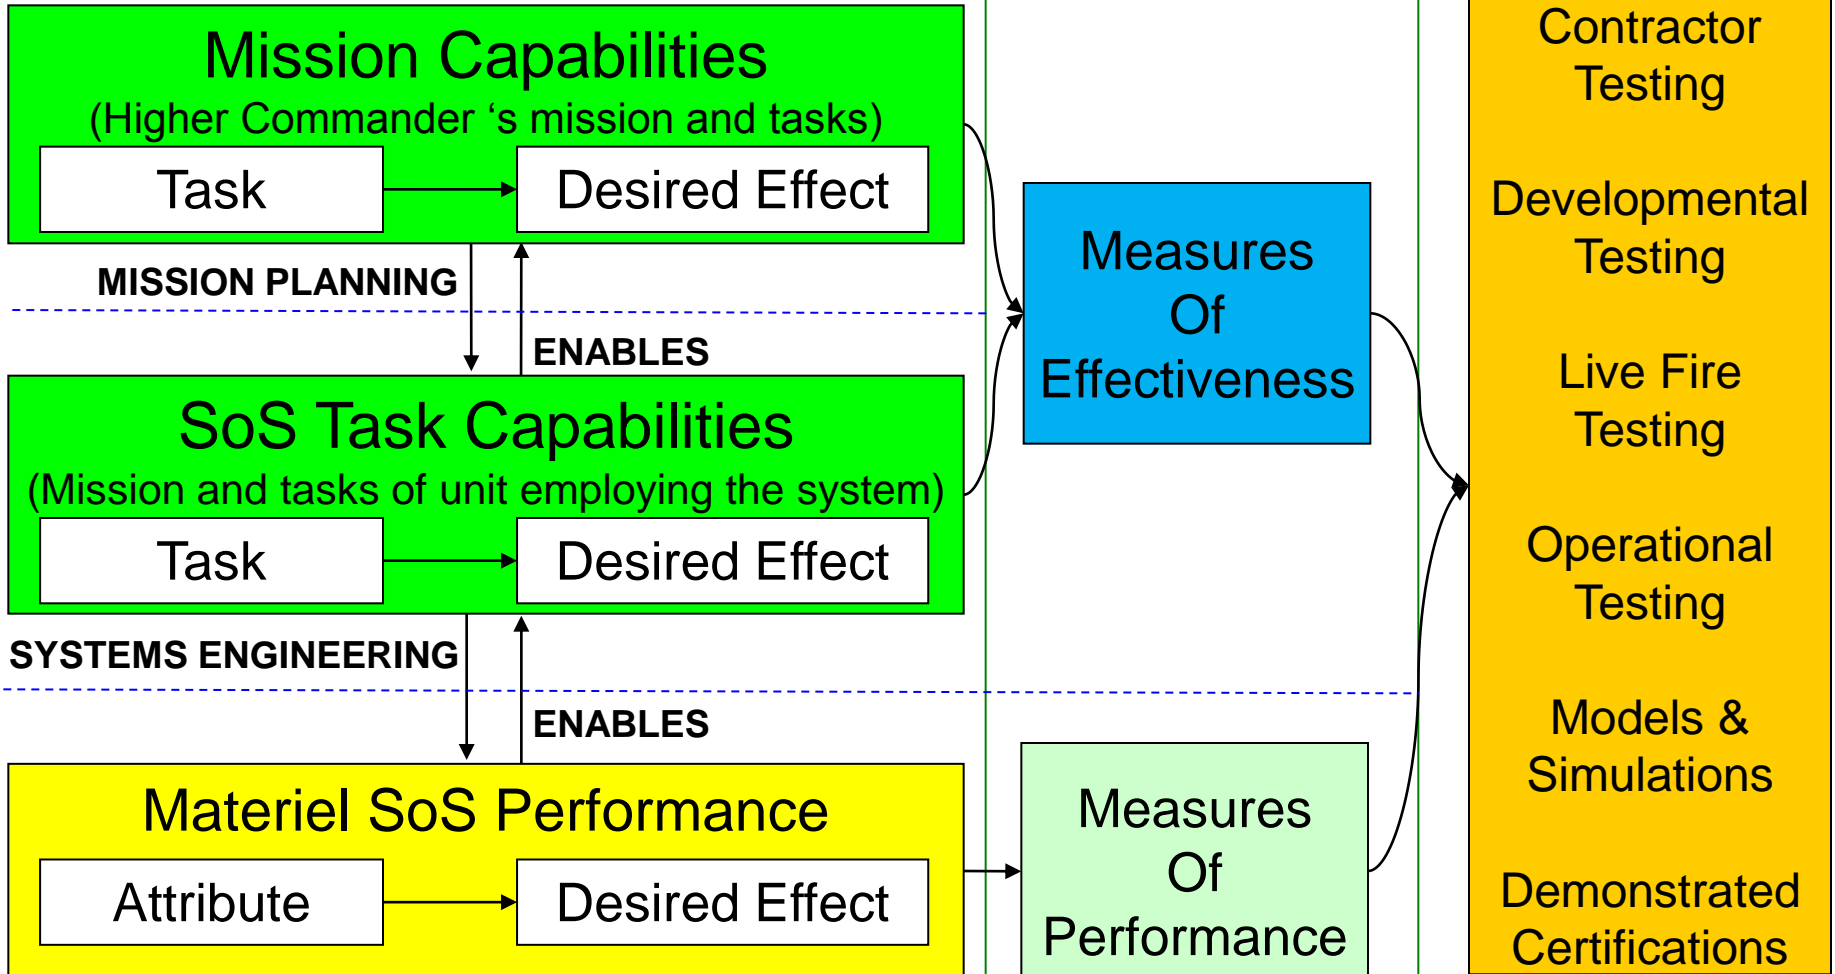 Mission Capabilities
(Higher Commander ‘s mission and tasks)
Task
Desired Effect
MISSION PLANNING
ENABLES
SoS Task Capabilities
(Mission and tasks of unit employing the system)
Task
Desired Effect
SYSTEMS ENGINEERING
ENABLES
Materiel SoS Performance
Attribute
Desired Effect
Measures
Of
Effectiveness
Measures
Of
Performance
Contractor
Testing
Developmental
Testing
Live Fire
Testing
Operational
Testing
Models &
Simulations
Demonstrated
Certifications